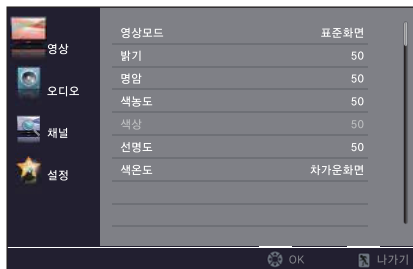 영상
오디오
채널
설정
영상모드 표준화면
밝기 50
명암 50
색농도 50
색상 50
선명도 50
색온도 차가운화면
OK 나가기